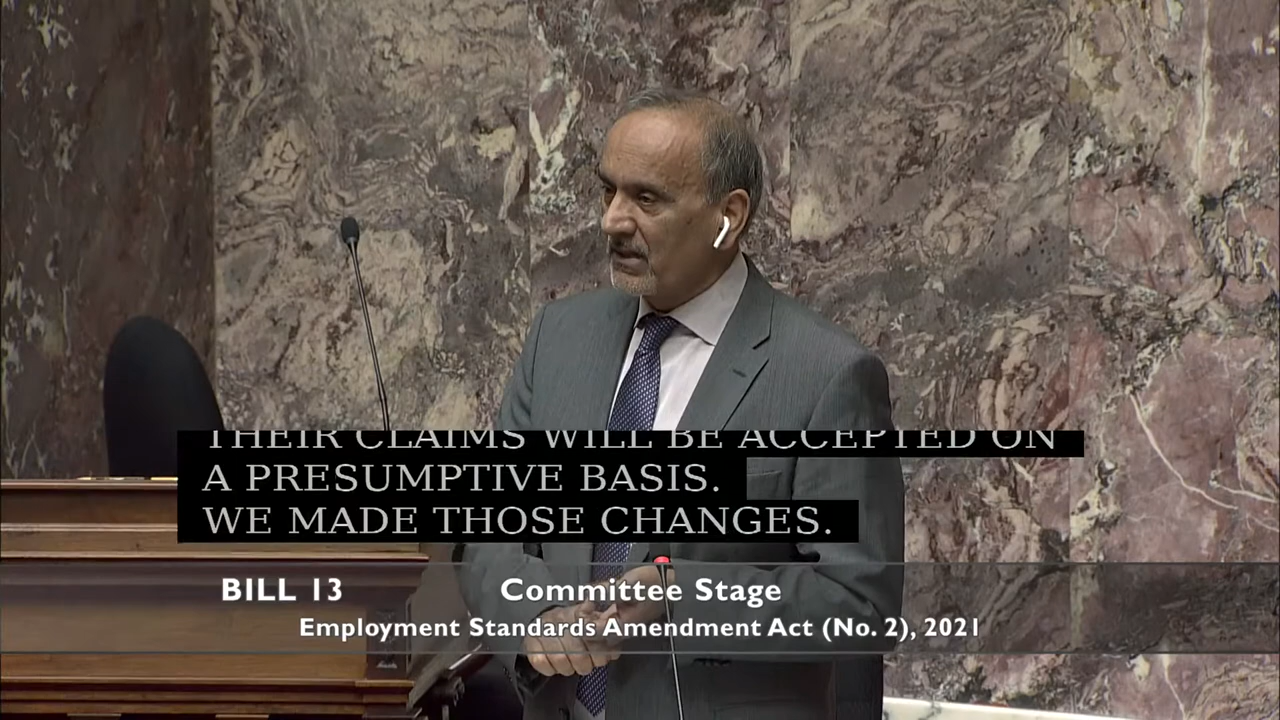 THEIR CLAIMS WILL BE ACCEPTED ON
A PRESUMPTIVE BASIS.
WE MADE THOSE CHANGES.
BILL 13
Committee Stage
Employment Standards Amendment Act (No. 2), 2021